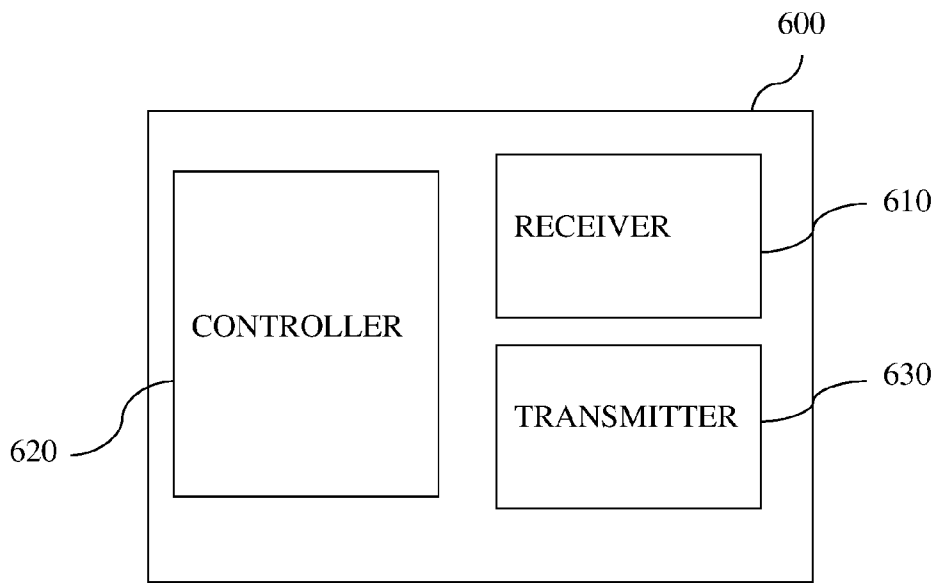 600
RECEIVER
610
CONTROLLER
TRANSMITTER
630
620